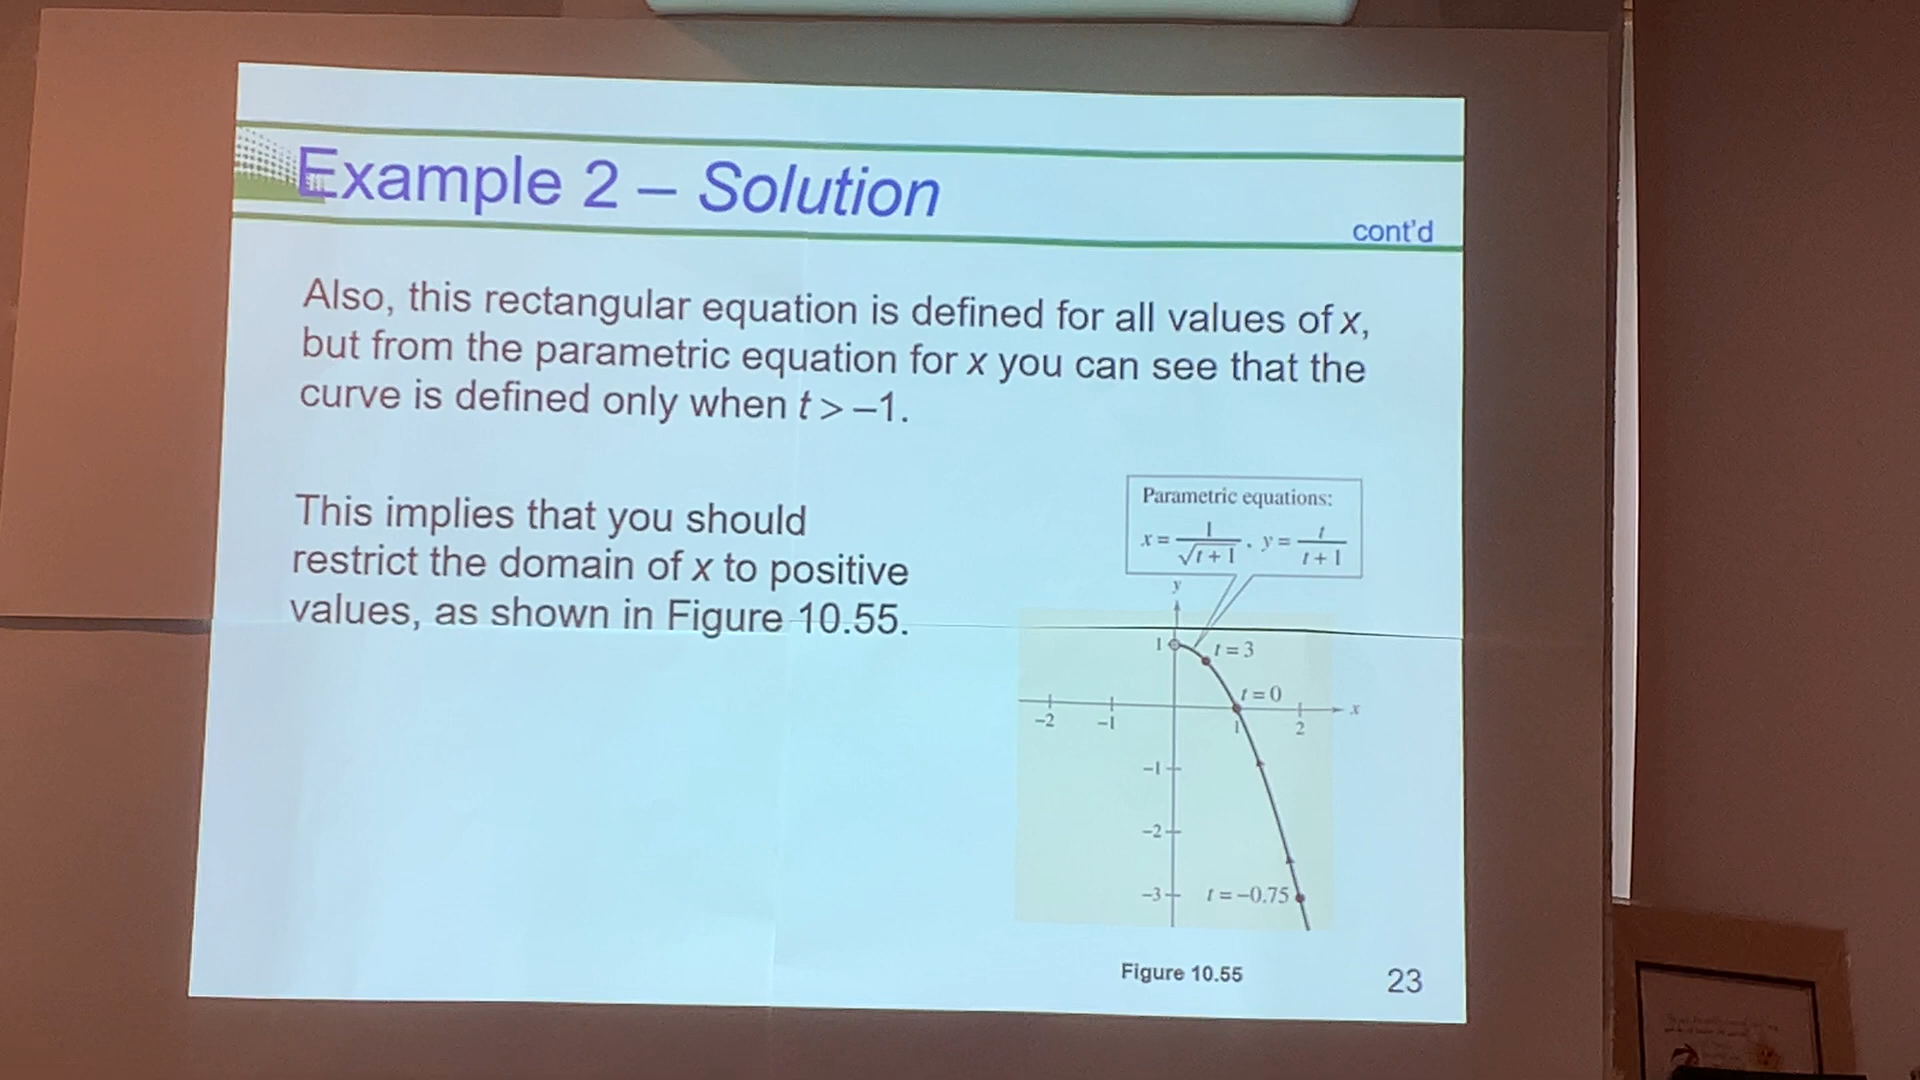 Example 2 – Solution
cont'd
Also, this rectangular equation is defined for all values of x,
but from the parametric equation for x you can see that the
curve is defined only when t > –1.
This implies that you should
restrict the domain of x to positive
values, as shown in Figure 10.55.
Parametric equations:
x = 1/√(t + 1), y = t/(t + 1)
y
1
t = 3
t = 0
x
−2
−1
1
2
−1
−2
−3
t = −0.75
Figure 10.55
23